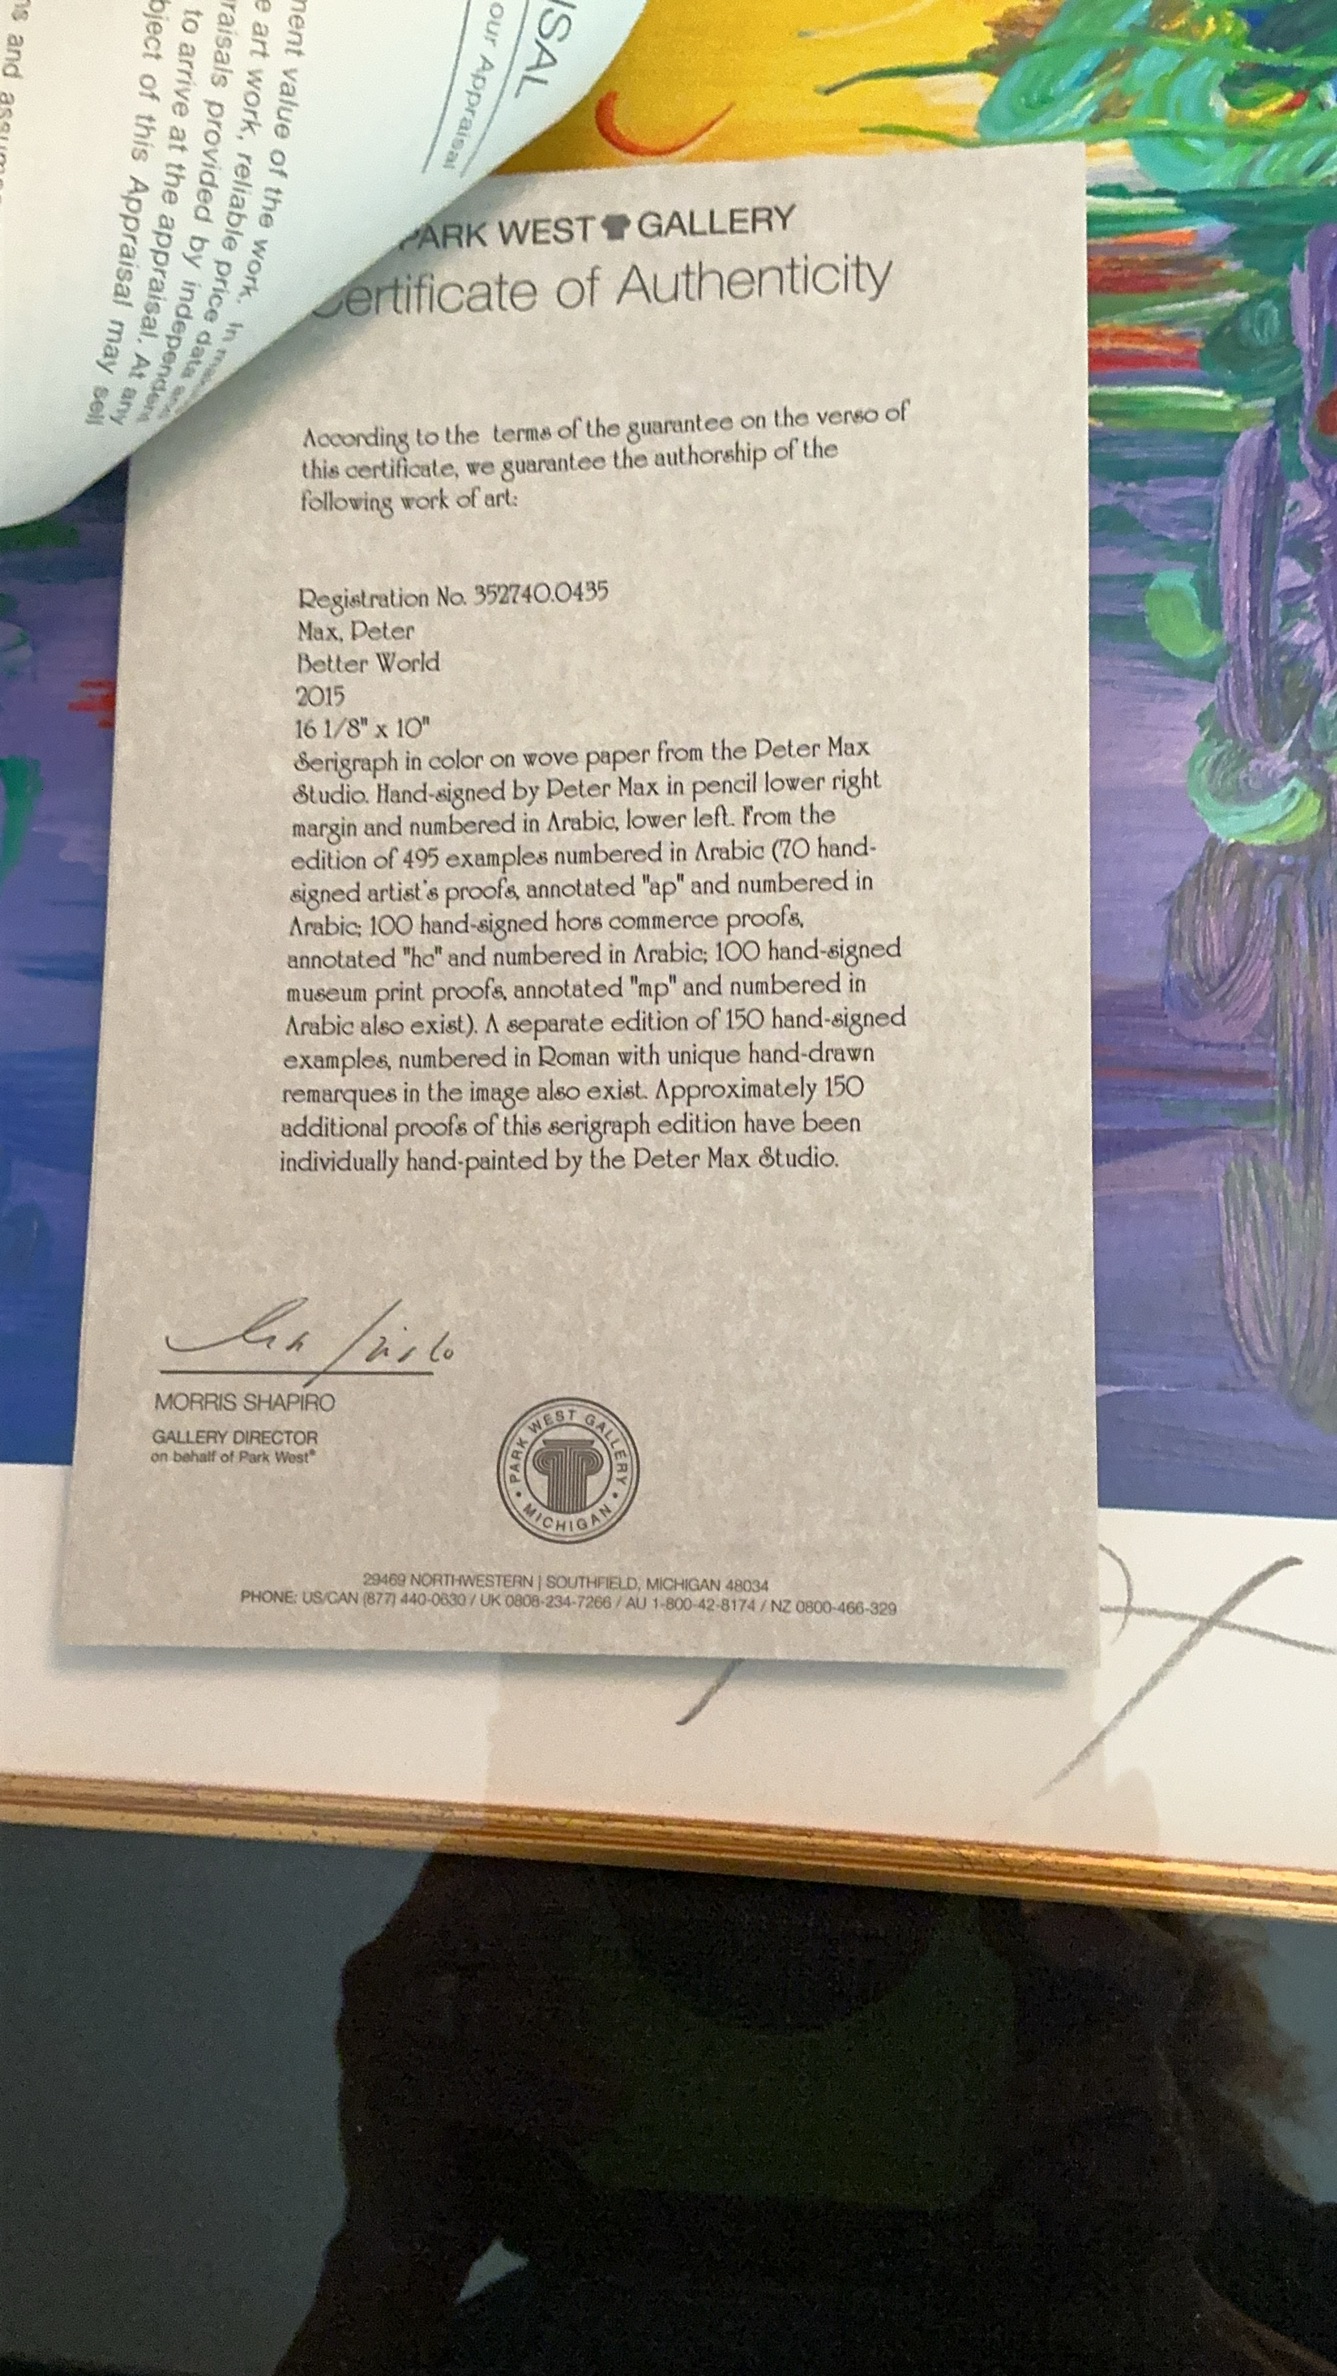 PARK WEST GALLERY
ertificate of Authenticity
According to the terms of the guarantee on the verso of
this certificate, we guarantee the authorship of the
following work of art:
Registration No. 352740.0435
Max, Peter
Better World
2015
16 1/8" x 10"
Serigraph in color on wove paper from the Peter Max
Studio. Hand-signed by Peter Max in pencil lower right
margin and numbered in Arabic, lower left. From the
edition of 495 examples numbered in Arabic (70 hand-
signed artist's proofs, annotated "ap" and numbered in
Arabic; 100 hand-signed hors commerce proofs,
annotated "hc" and numbered in Arabic; 100 hand-signed
museum print proofs, annotated "mp" and numbered in
Arabic also exist). A separate edition of 150 hand-signed
examples, numbered in Roman with unique hand-drawn
remarques in the image also exist. Approximately 150
additional proofs of this serigraph edition have been
individually hand-painted by the Peter Max Studio.
MORRIS SHAPIRO
GALLERY DIRECTOR
on behalf of Park West®
PARK WEST GALLERY
• MICHIGAN •
29469 NORTHWESTERN | SOUTHFIELD, MICHIGAN 48034
PHONE: US/CAN (877) 440-0630 / UK 0808-234-7266 / AU 1-800-42-8174 / NZ 0800-466-329
ISAL
our Appraisal
ment value of the work. In
e art work, reliable price data
raisals provided by independent
to arrive at the appraisal. At any
bject of this Appraisal may sell